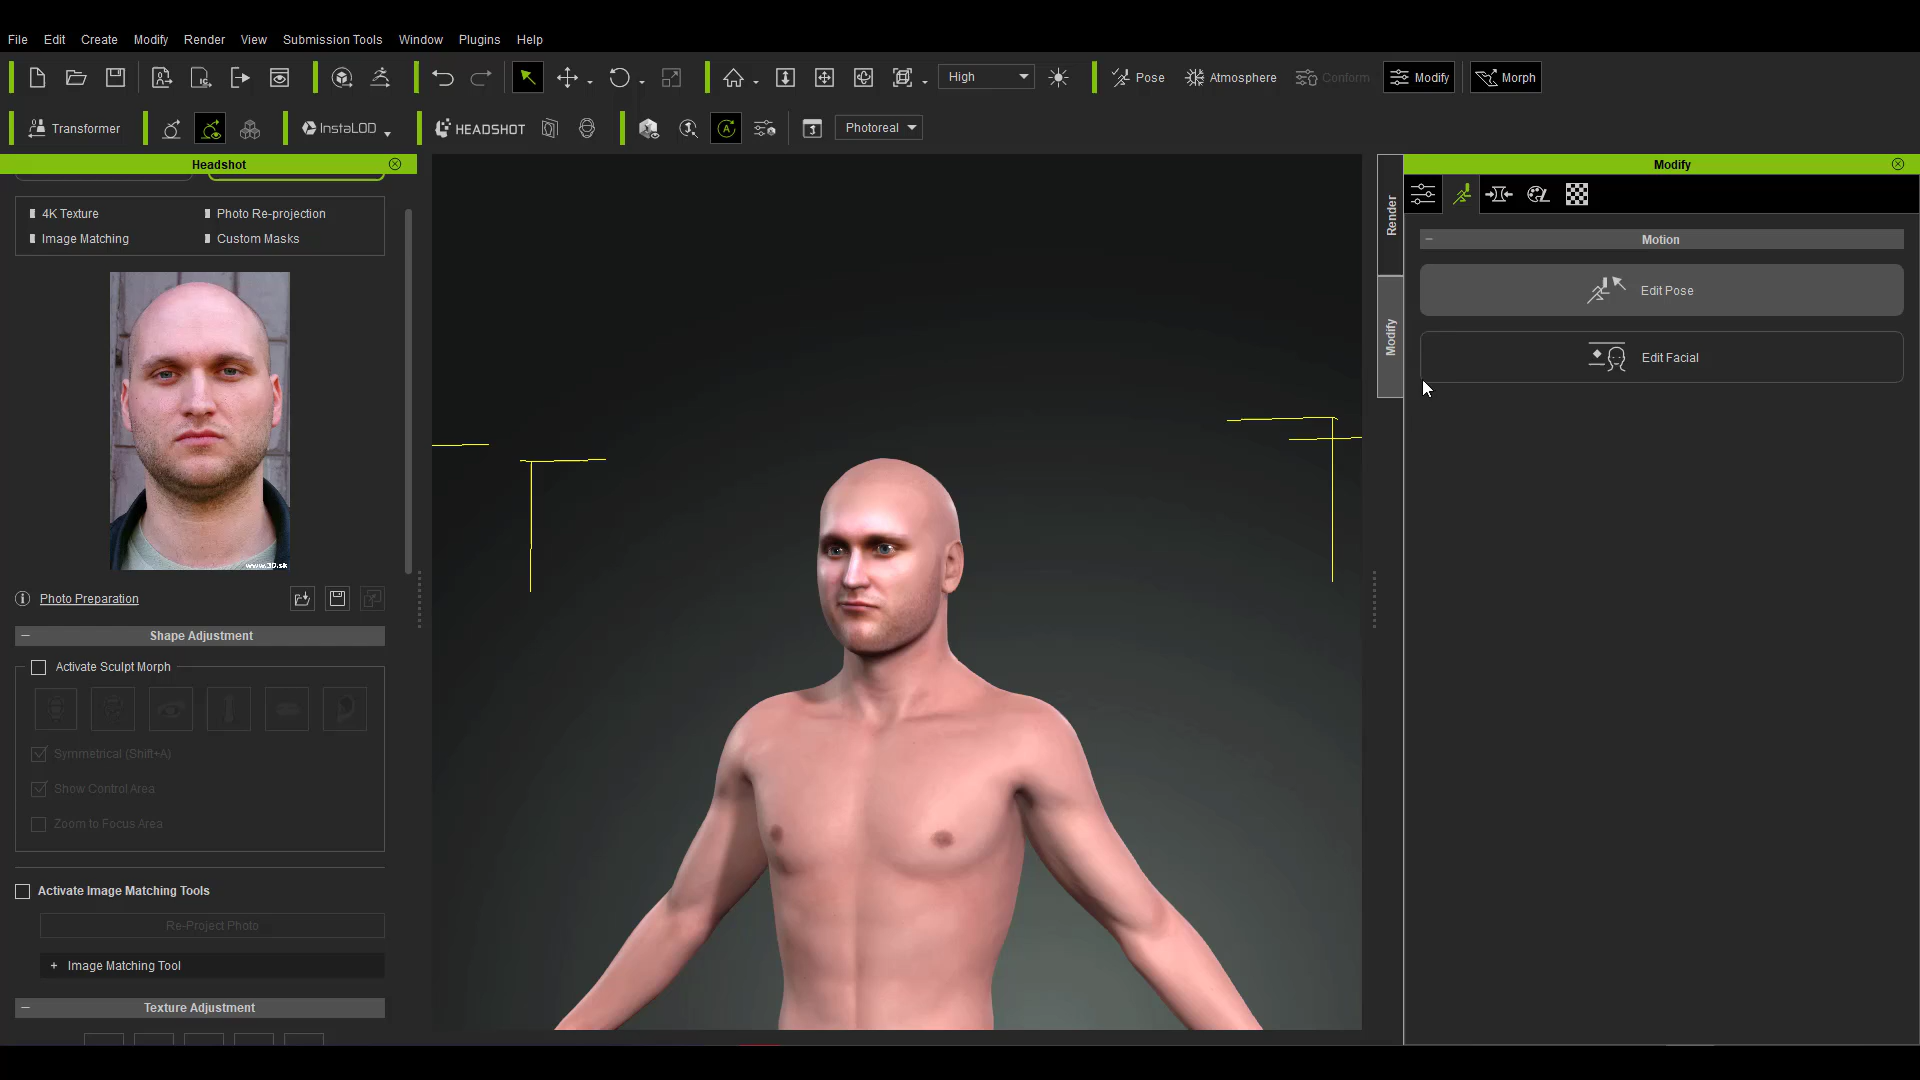 File Edit Create Modify Render View Submission Tools Window Plugins Help
High Pose Atmosphere Conform Modify Morph
Transformer InstaLOD HEADSHOT A Photoreal
Headshot
4K Texture Photo Re-projection
Image Matching Custom Masks
www.3D.sk
Photo Preparation
Shape Adjustment
Activate Sculpt Morph
Symmetrical (Shift+A)
Show Control Area
Zoom to Focus Area
Activate Image Matching Tools
Re-Project Photo
+ Image Matching Tool
Texture Adjustment
Render
Modify
Modify
Motion
Edit Pose
Edit Facial